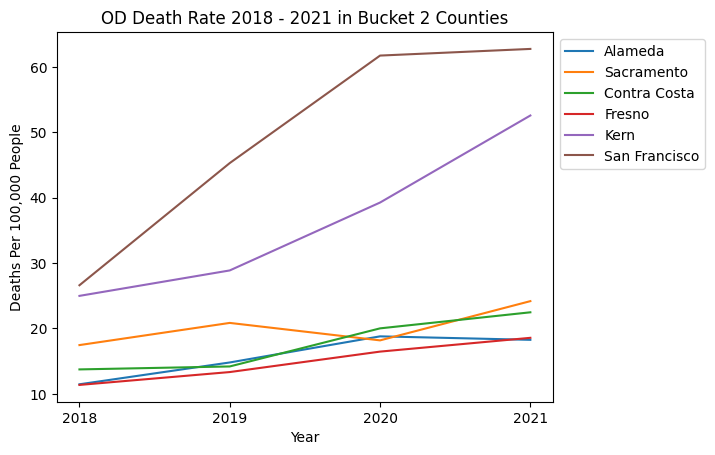 OD Death Rate 2018 - 2021 in Bucket 2 Counties
Deaths Per 100,000 People
60
50
40
30
20
10
2018
2019
2020
2021
Year
Alameda
Sacramento
Contra Costa
Fresno
Kern
San Francisco